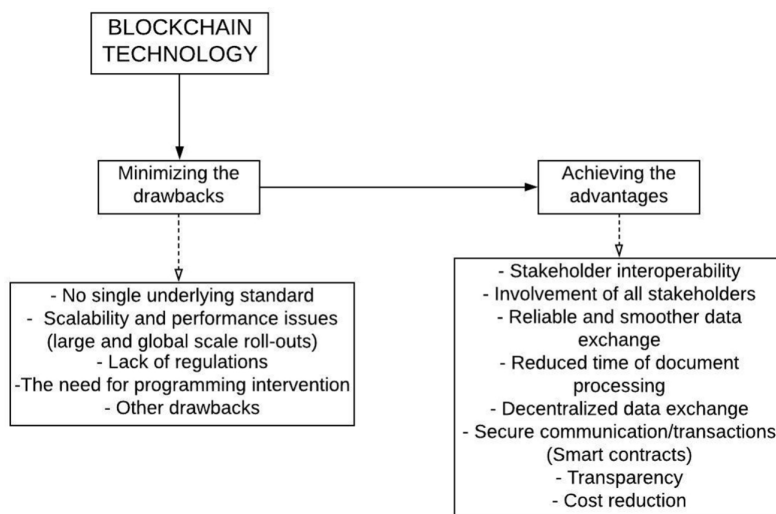 BLOCKCHAIN
TECHNOLOGY
Minimizing the
drawbacks
Achieving the
advantages
- No single underlying standard
- Scalability and performance issues
(large and global scale roll-outs)
- Lack of regulations
-The need for programming intervention
- Other drawbacks
- Stakeholder interoperability
- Involvement of all stakeholders
- Reliable and smoother data
exchange
- Reduced time of document
processing
- Decentralized data exchange
- Secure communication/transactions
(Smart contracts)
- Transparency
- Cost reduction